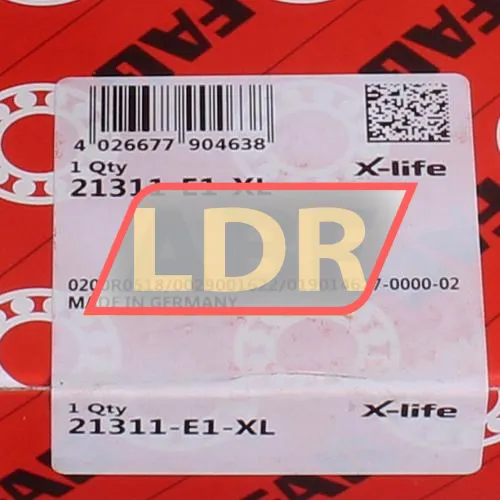 FAG
4 026677 904638
1 Qty
21311-E1-XL
X-life
LDR
MADE IN GERMANY
1 Qty
21311-E1-XL
X-life